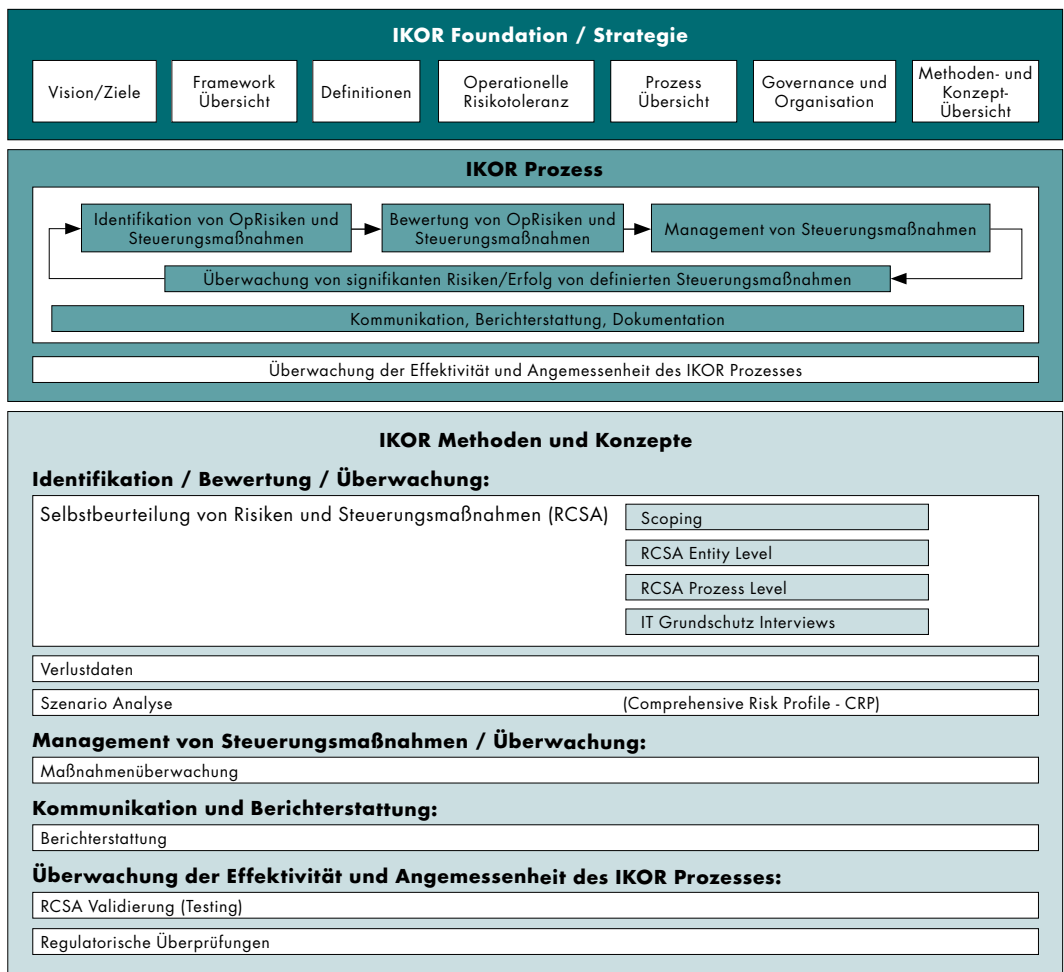 IKOR Foundation / Strategie
Vision/Ziele
Framework
Übersicht
Definitionen
Operationelle
Risikotoleranz
Prozess
Übersicht
Governance und
Organisation
Methoden- und
Konzept-
Übersicht
IKOR Prozess
Identifikation von OpRisiken und
Steuerungsmaßnahmen
Bewertung von OpRisiken und
Steuerungsmaßnahmen
Management von Steuerungsmaßnahmen
Überwachung von signifikanten Risiken/Erfolg von definierten Steuerungsmaßnahmen
Kommunikation, Berichterstattung, Dokumentation
Überwachung der Effektivität und Angemessenheit des IKOR Prozesses
IKOR Methoden und Konzepte
Identifikation / Bewertung / Überwachung:
Selbstbeurteilung von Risiken und Steuerungsmaßnahmen (RCSA)
Scoping
RCSA Entity Level
RCSA Prozess Level
IT Grundschutz Interviews
Verlustdaten
Szenario Analyse (Comprehensive Risk Profile - CRP)
Management von Steuerungsmaßnahmen / Überwachung:
Maßnahmenüberwachung
Kommunikation und Berichterstattung:
Berichterstattung
Überwachung der Effektivität und Angemessenheit des IKOR Prozesses:
RCSA Validierung (Testing)
Regulatorische Überprüfungen